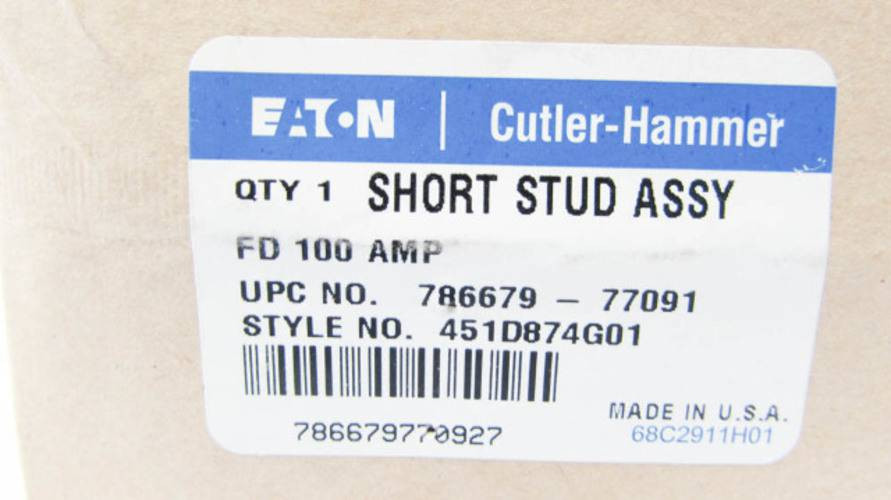 EATON | Cutler-Hammer
QTY 1 SHORT STUD ASSY
FD 100 AMP
UPC NO. 786679 – 77091
STYLE NO. 451D874G01
MADE IN U.S.A.
786679770927 68C2911H01